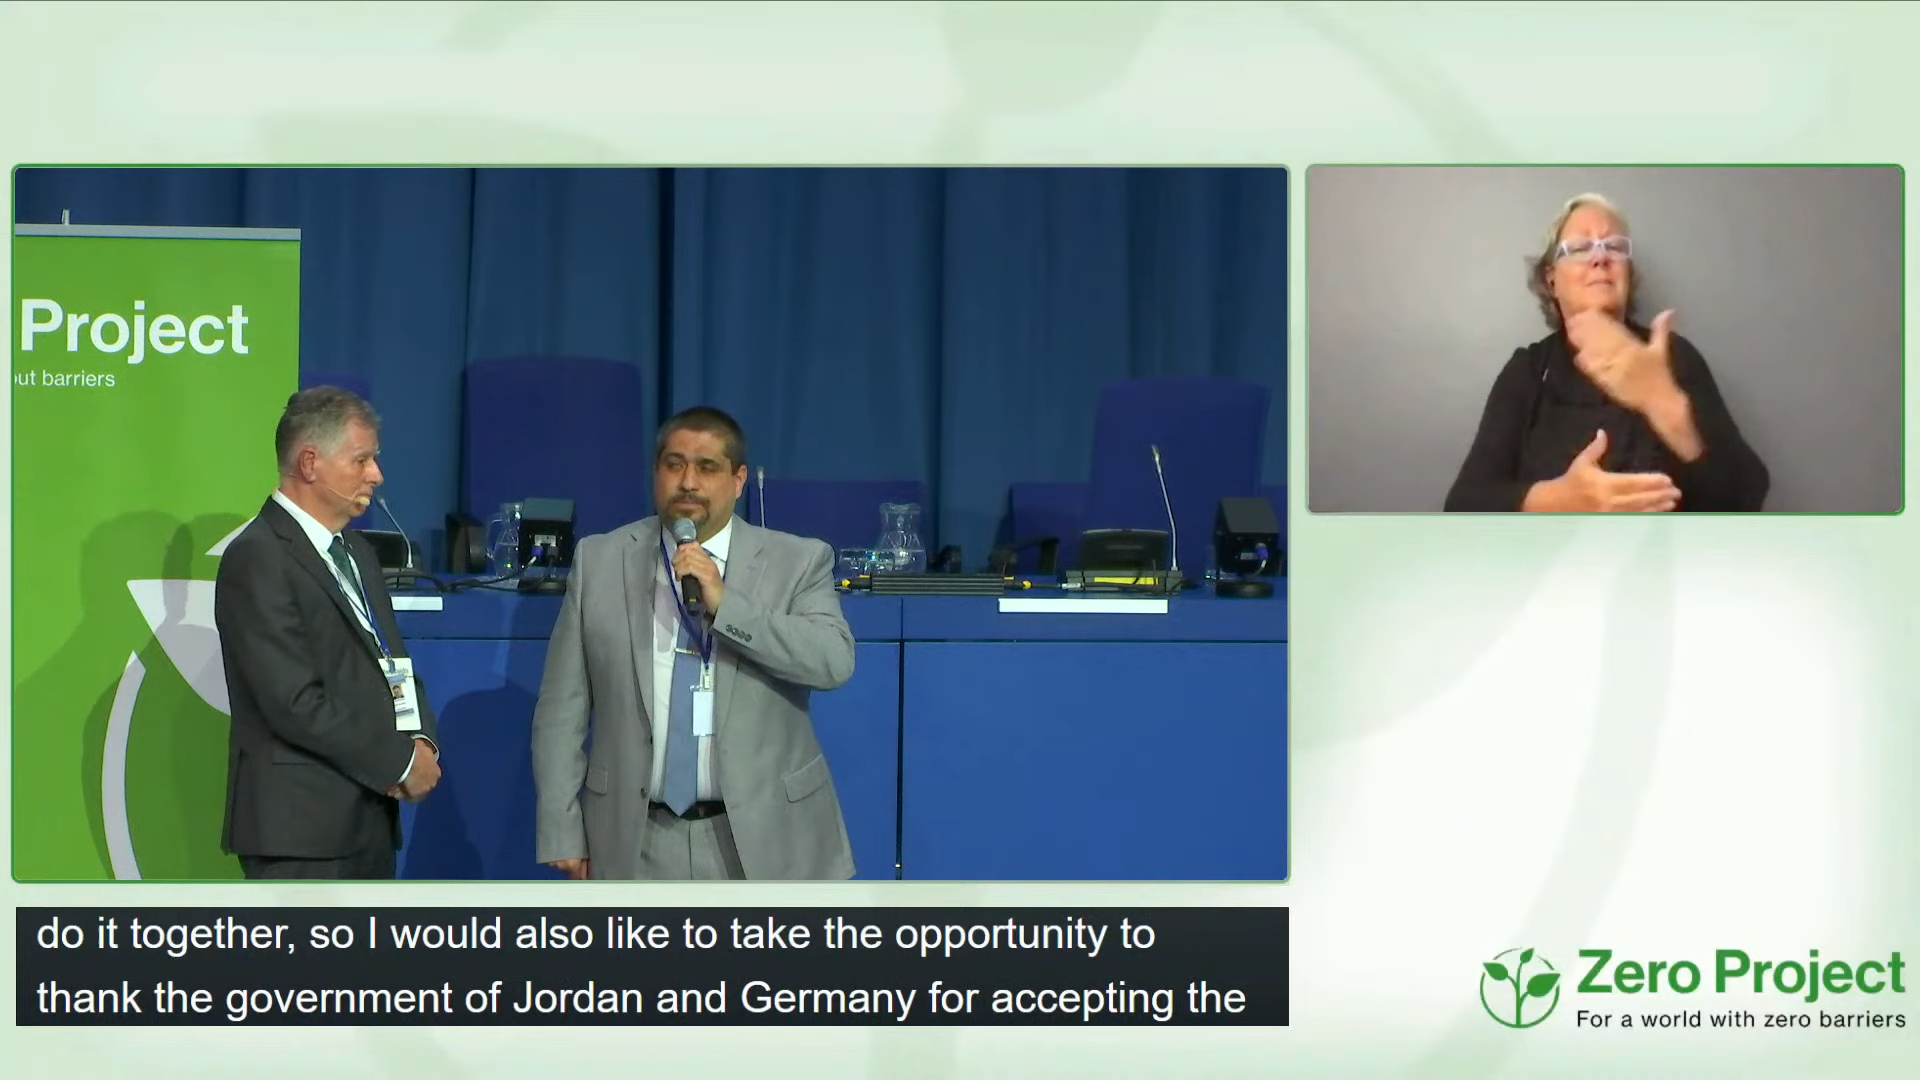 Project
out barriers
do it together, so I would also like to take the opportunity to
thank the government of Jordan and Germany for accepting the
Zero Project
For a world with zero barriers